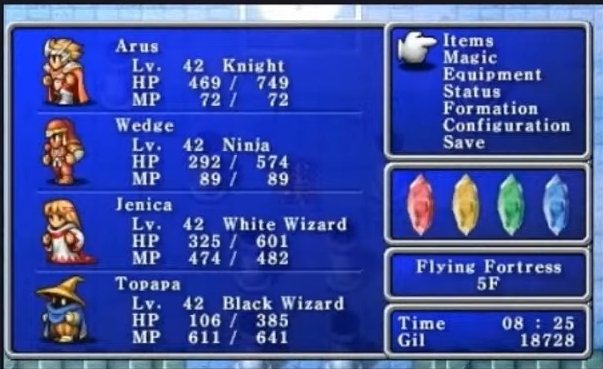 Arus
Lv. 42 Knight
HP 469 / 749
MP 72 / 72
Wedge
Lv. 42 Ninja
HP 292 / 574
MP 89 / 89
Jenica
Lv. 42 White Wizard
HP 325 / 601
MP 474 / 482
Topapa
Lv. 42 Black Wizard
HP 106 / 385
MP 611 / 641
Items
Magic
Equipment
Status
Formation
Configuration
Save
Flying Fortress
5F
Time 08 : 25
Gil 18728